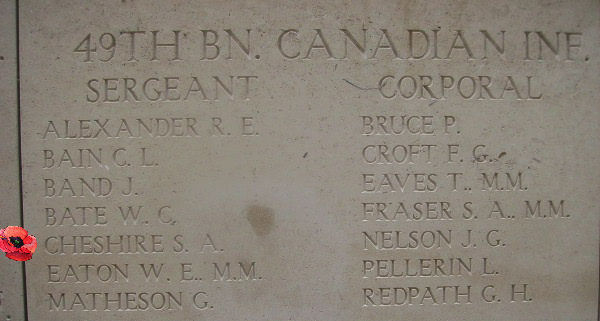 49TH BN. CANADIAN INF.
SERGEANT
ALEXANDER R. E.
BAIN C. L.
BAND J.
BATE W. C.
CHESHIRE S. A.
EATON W. E., M.M.
MATHESON G.
CORPORAL
BRUCE P.
CROFT F. G.
EAVES T., M.M.
FRASER S. A., M.M.
NELSON J. G.
PELLERIN L.
REDPATH G. H.